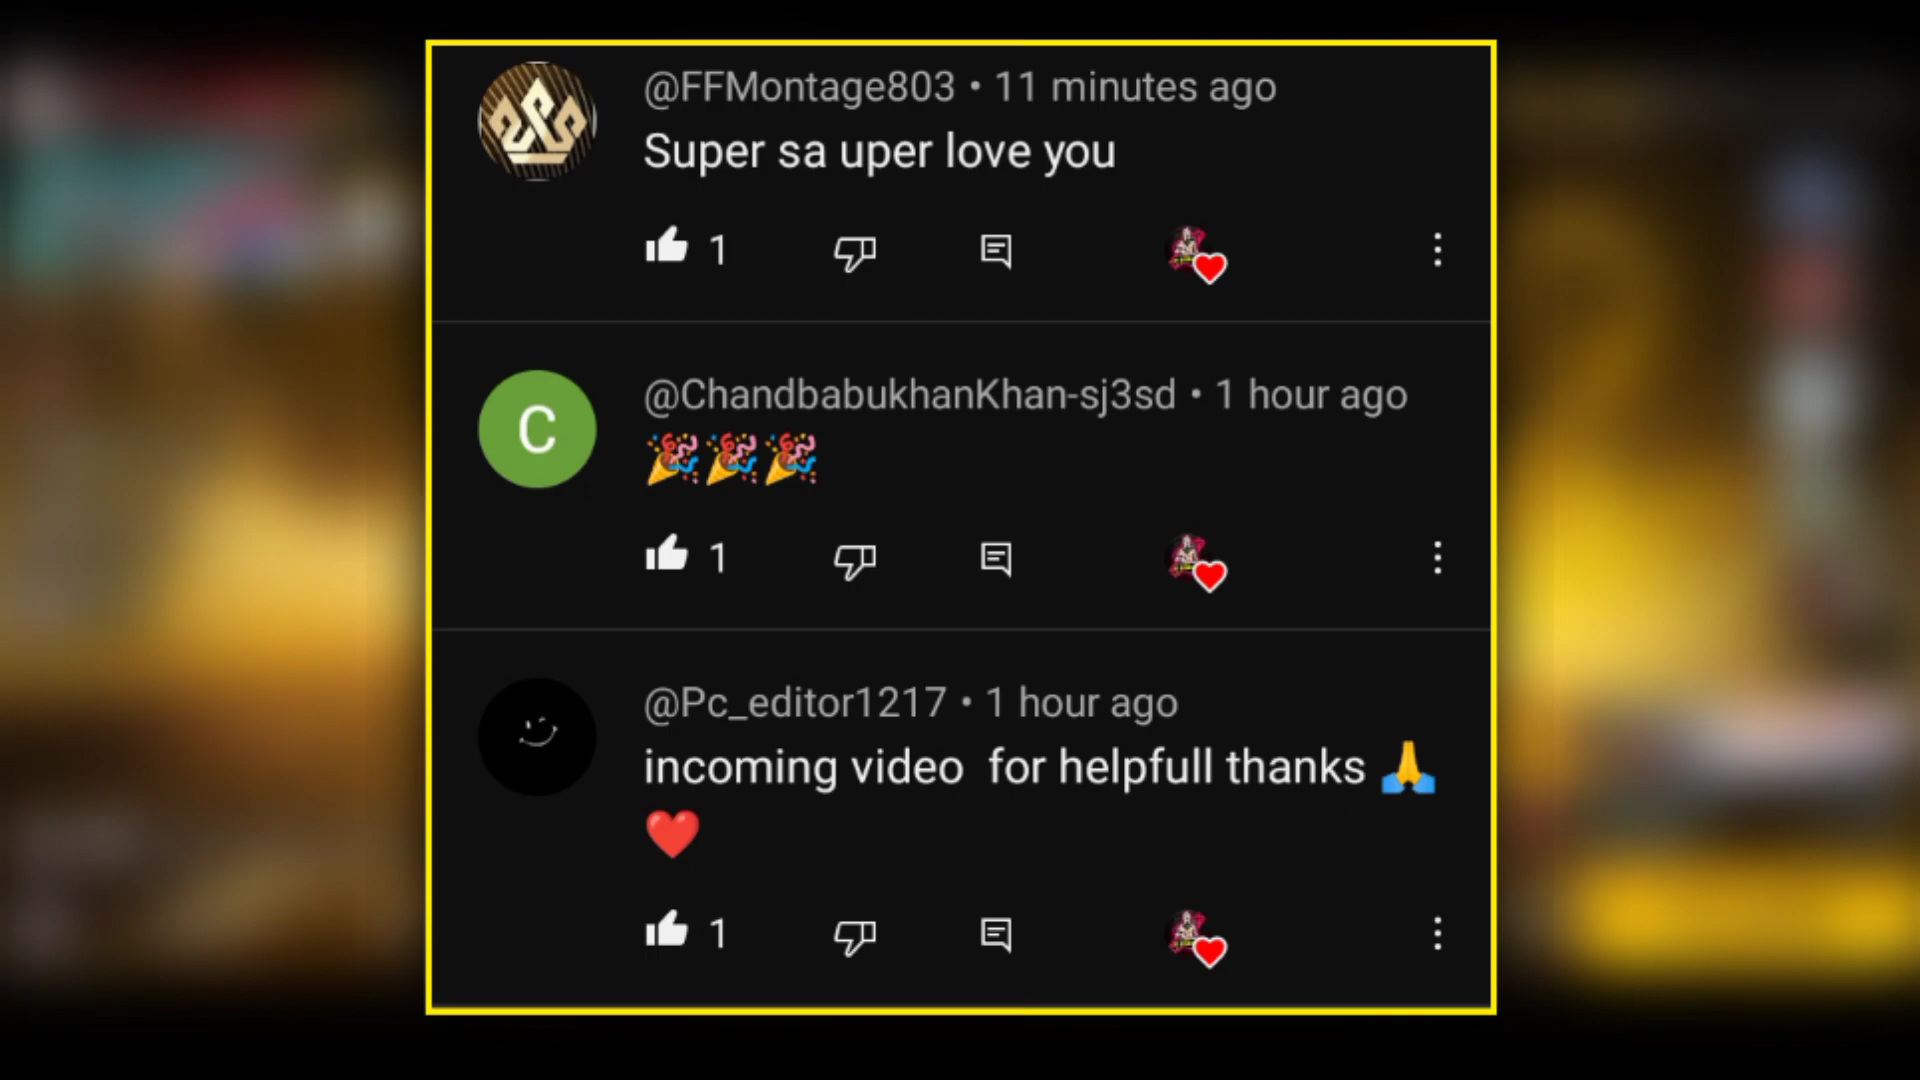 @FFMontage803 • 11 minutes ago
Super sa uper love you
1
C
@ChandbabukhanKhan-sj3sd • 1 hour ago
🎉🎉🎉
1
@Pc_editor1217 • 1 hour ago
incoming video  for helpfull thanks 🙏
❤️
1